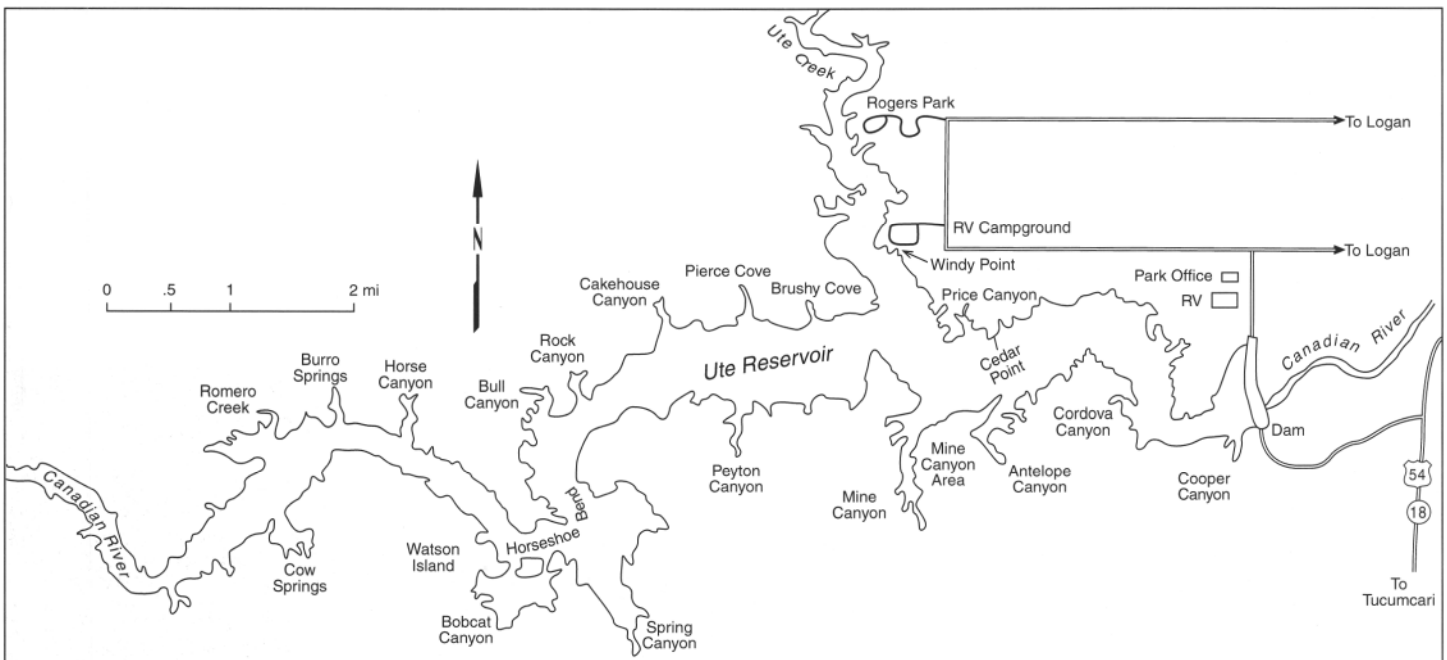 Ute Creek
Rogers Park
To Logan
N
RV Campground
To Logan
Windy Point
0 .5 1 2 mi
Pierce Cove
Cakehouse
Canyon
Brushy Cove
Price Canyon
Park Office
RV
Canadian River
Rock
Canyon
Ute Reservoir
Cedar
Point
Burro
Springs
Horse
Canyon
Bull
Canyon
Romero
Creek
Cordova
Canyon
Dam
Peyton
Canyon
Mine
Canyon
Area
Antelope
Canyon
Cooper
Canyon
54
18
Mine
Canyon
Canadian River
Horseshoe Bend
Watson
Island
Cow
Springs
Bobcat
Canyon
Spring
Canyon
To
Tucumcari